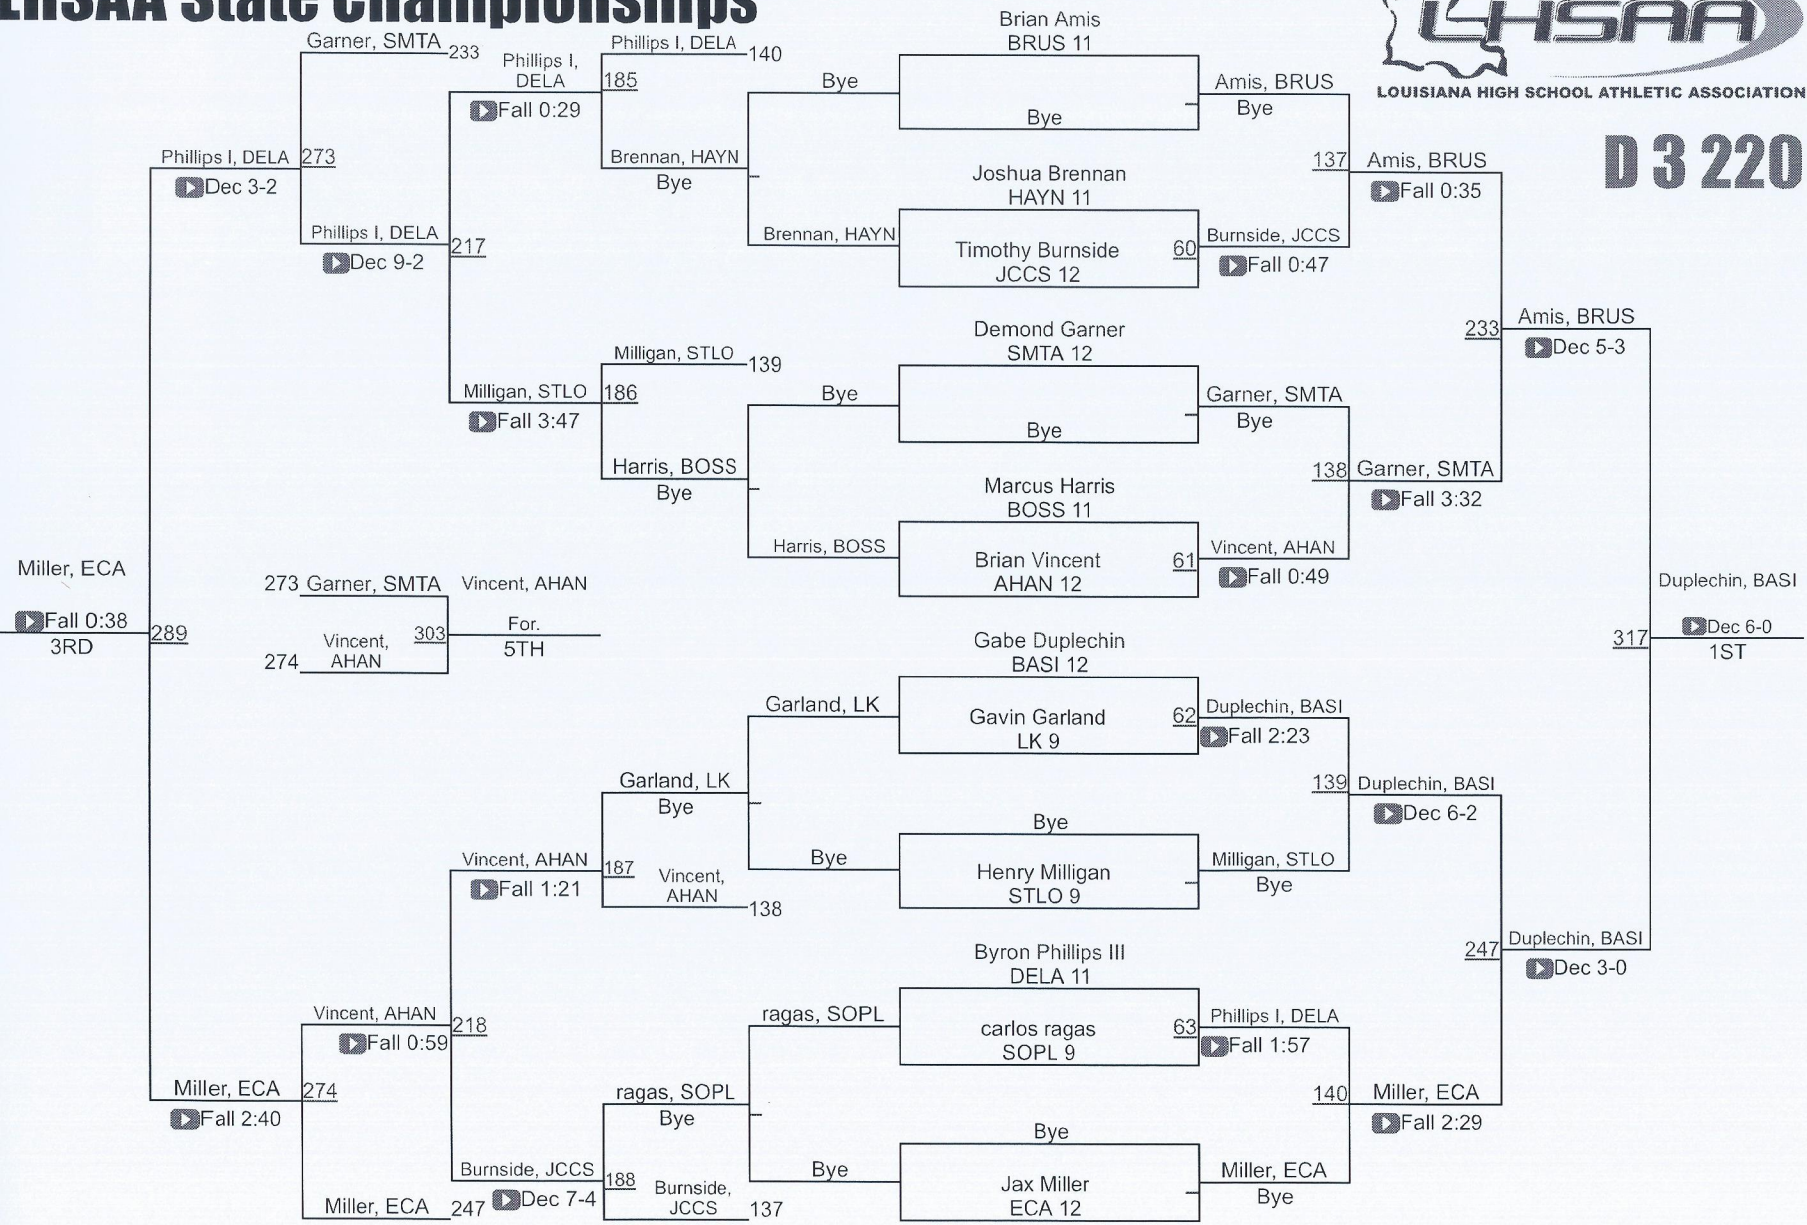 LHSAA State Championships
LHSAA
LOUISIANA HIGH SCHOOL ATHLETIC ASSOCIATION
D 3 220
Miller, ECA
Fall 0:38
3RD
289
Phillips I, DELA
Dec 3-2
Miller, ECA
Fall 2:40
Garner, SMTA
233
273
Phillips I, DELA
Dec 9-2
273 Garner, SMTA
Vincent, AHAN
274
Vincent,
AHAN
303
For.
5TH
Vincent, AHAN
Fall 0:59
274
Miller, ECA
247
Phillips I,
DELA
Fall 0:29
217
Milligan, STLO
Fall 3:47
Vincent, AHAN
Fall 1:21
218
Burnside, JCCS
Dec 7-4
Phillips I, DELA
140
185
Brennan, HAYN
Bye
Milligan, STLO
139
186
Harris, BOSS
Bye
Garland, LK
Bye
187
Vincent,
AHAN
138
ragas, SOPL
Bye
188
Burnside,
JCCS
137
Bye
Brennan, HAYN
Bye
Harris, BOSS
Garland, LK
Bye
ragas, SOPL
Bye
Brian Amis
BRUS 11
Bye
Joshua Brennan
HAYN 11
Timothy Burnside
JCCS 12
60
Demond Garner
SMTA 12
Bye
Marcus Harris
BOSS 11
Brian Vincent
AHAN 12
61
Gabe Duplechin
BASI 12
Gavin Garland
LK 9
62
Bye
Henry Milligan
STLO 9
Byron Phillips III
DELA 11
carlos ragas
SOPL 9
63
Bye
Jax Miller
ECA 12
Amis, BRUS
Bye
Burnside, JCCS
Fall 0:47
Garner, SMTA
Bye
Vincent, AHAN
Fall 0:49
Duplechin, BASI
Fall 2:23
Milligan, STLO
Bye
Phillips I, DELA
Fall 1:57
Miller, ECA
Bye
137
Amis, BRUS
Fall 0:35
138
Garner, SMTA
Fall 3:32
139
Duplechin, BASI
Dec 6-2
140
Miller, ECA
Fall 2:29
233
Amis, BRUS
Dec 5-3
247
Duplechin, BASI
Dec 3-0
317
Duplechin, BASI
Dec 6-0
1ST